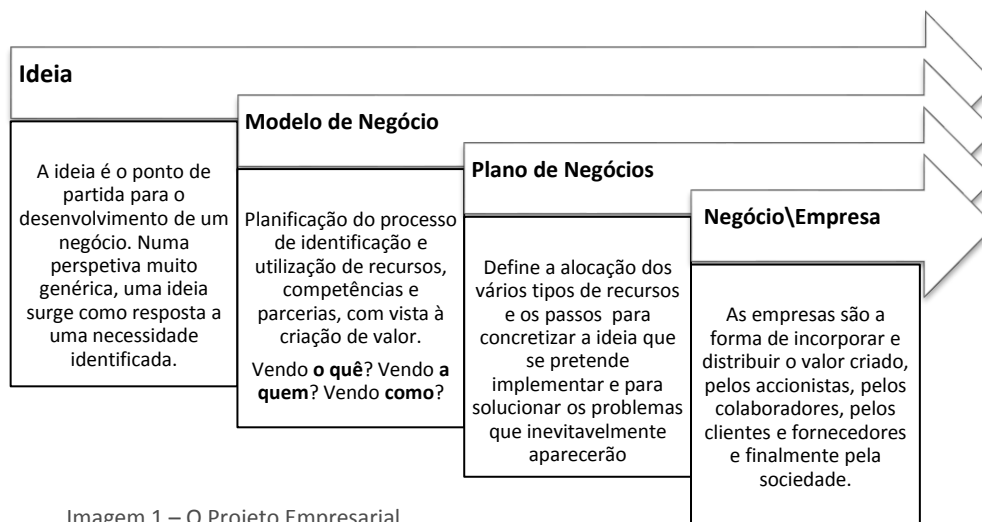 Ideia
A ideia é o ponto de
partida para o
desenvolvimento de um
negócio. Numa
perspetiva muito
genérica, uma ideia
surge como resposta a
uma necessidade
identificada.
Modelo de Negócio
Planificação do processo
de identificação e
utilização de recursos,
competências e
parcerias, com vista à
criação de valor.
Vendo o quê? Vendo a
quem? Vendo como?
Plano de Negócios
Define a alocação dos
vários tipos de recursos
e os passos para
concretizar a ideia que
se pretende
implementar e para
solucionar os problemas
que inevitavelmente
aparecerão
Negócio\Empresa
As empresas são a
forma de incorporar e
distribuir o valor criado,
pelos accionistas, pelos
colaboradores, pelos
clientes e fornecedores
e finalmente pela
sociedade.
Imagem 1 – O Projeto Empresarial